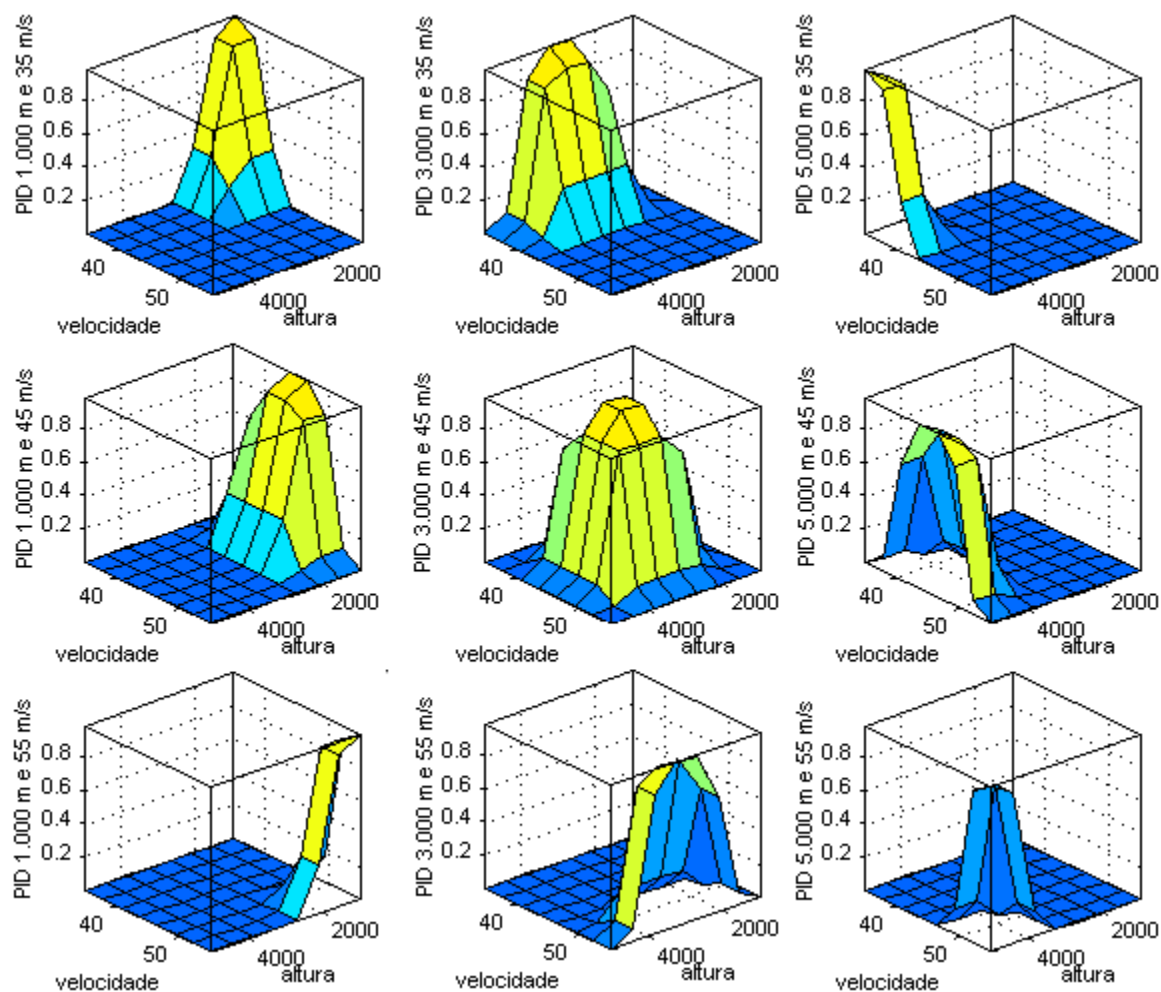 PID 1.000 m e 35 m/s
0.8
0.6
0.4
0.2
40
50
velocidade
4000
2000
altura
PID 3.000 m e 35 m/s
0.8
0.6
0.4
0.2
40
50
velocidade
4000
2000
altura
PID 5.000 m e 35 m/s
0.8
0.6
0.4
0.2
40
50
velocidade
4000
2000
altura
PID 1.000 m e 45 m/s
0.8
0.6
0.4
0.2
40
50
velocidade
4000
2000
altura
PID 3.000 m e 45 m/s
0.8
0.6
0.4
0.2
40
50
velocidade
4000
2000
altura
PID 5.000 m e 45 m/s
0.8
0.6
0.4
0.2
40
50
velocidade
4000
2000
altura
PID 1.000 m e 55 m/s
0.8
0.6
0.4
0.2
40
50
velocidade
4000
2000
altura
PID 3.000 m e 55 m/s
0.8
0.6
0.4
0.2
40
50
velocidade
4000
2000
altura
PID 5.000 m e 55 m/s
0.8
0.6
0.4
0.2
40
50
velocidade
4000
2000
altura